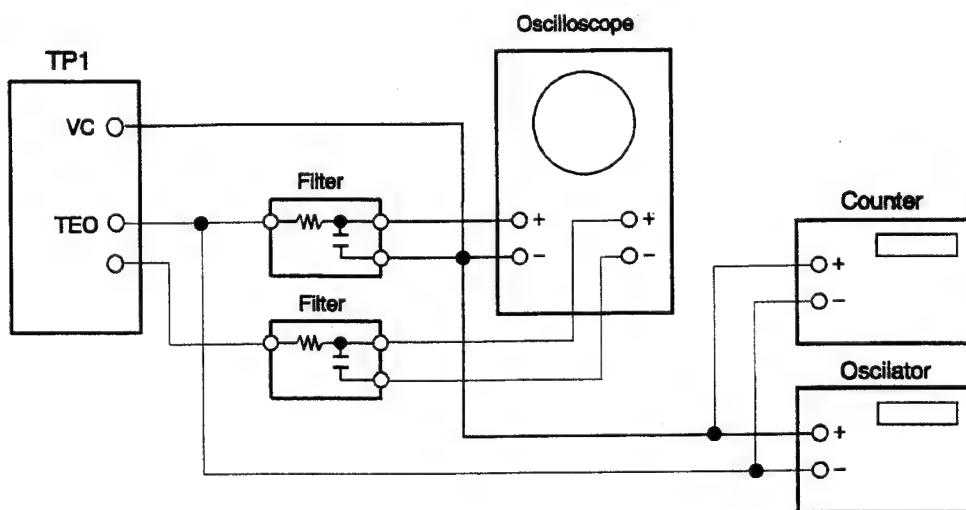 Oscilloscope
TP1
VC
Filter
TEO
+
+
-
-
Counter
+
-
Filter
Oscilator
+
-